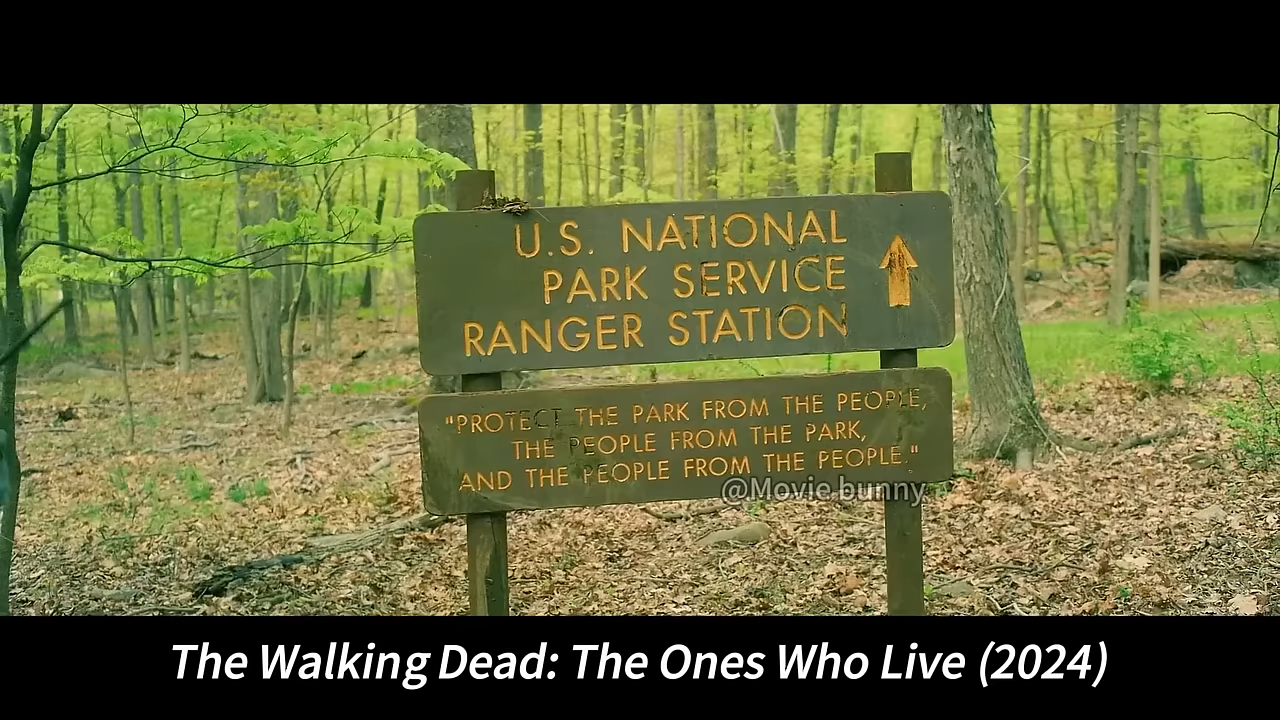 U.S. NATIONAL
PARK SERVICE
RANGER STATION
"PROTECT THE PARK FROM THE PEOPLE,
THE PEOPLE FROM THE PARK,
AND THE PEOPLE FROM THE PEOPLE."
@Movie.bunny
The Walking Dead: The Ones Who Live (2024)